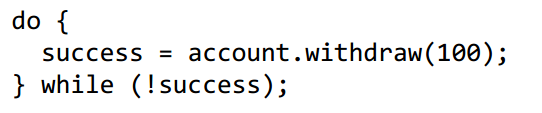 do {
  success = account.withdraw(100);
} while (!success);